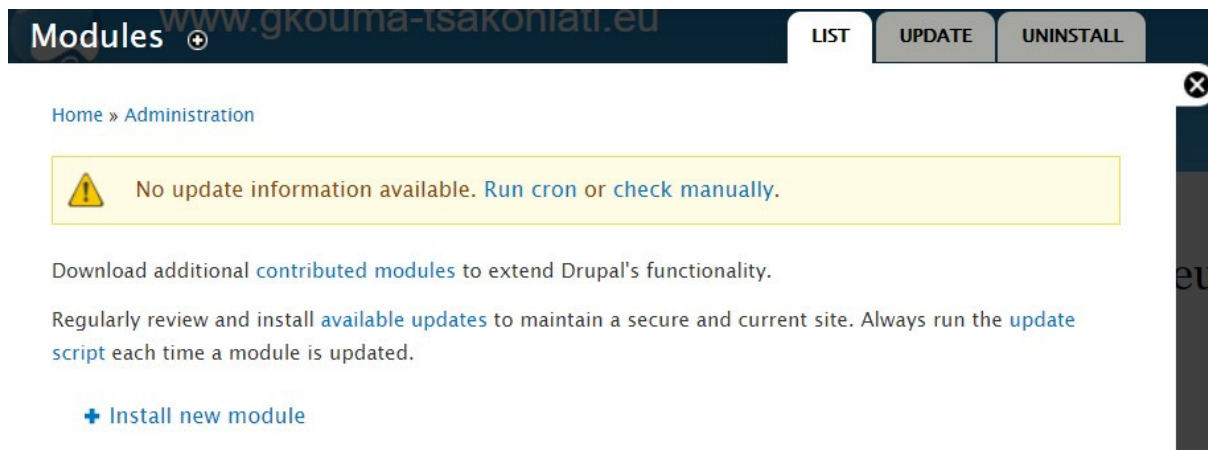 www.gkouma-tsakoniati.eu
Modules
LIST UPDATE UNINSTALL
Home » Administration
No update information available. Run cron or check manually.
Download additional contributed modules to extend Drupal's functionality.
eu
Regularly review and install available updates to maintain a secure and current site. Always run the update
script each time a module is updated.
Install new module